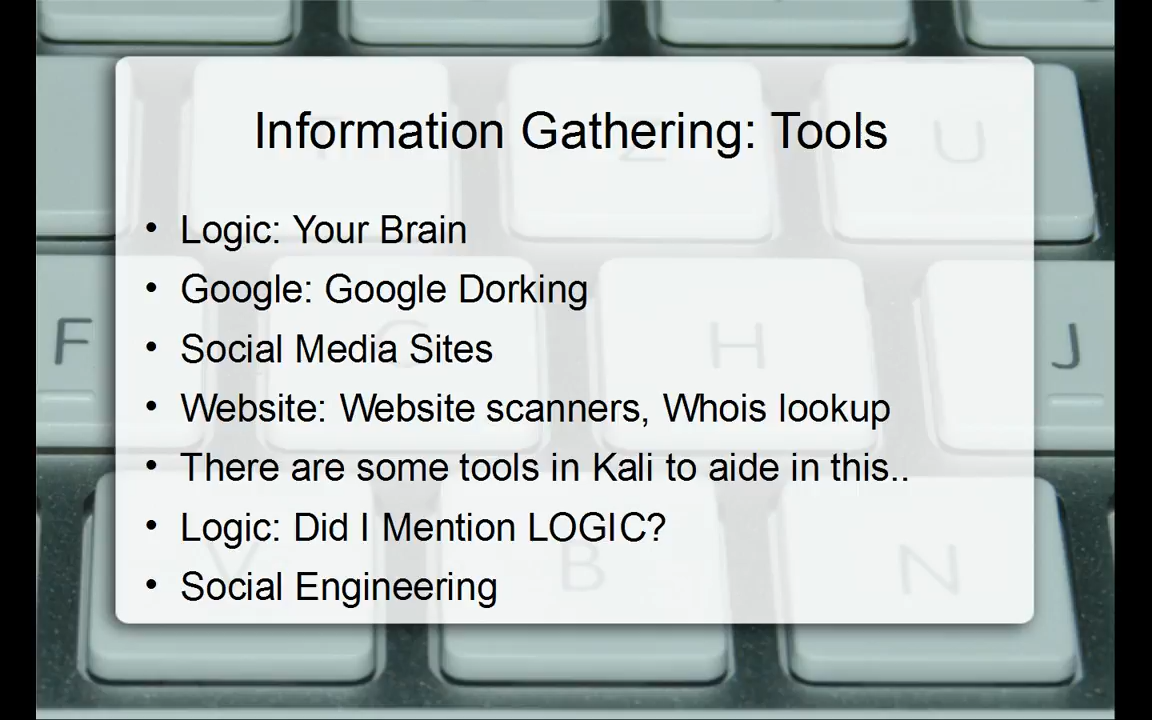 Information Gathering: Tools
• Logic: Your Brain
• Google: Google Dorking
• Social Media Sites
• Website: Website scanners, Whois lookup
• There are some tools in Kali to aide in this..
• Logic: Did I Mention LOGIC?
• Social Engineering
Z U
F G H J
V B N